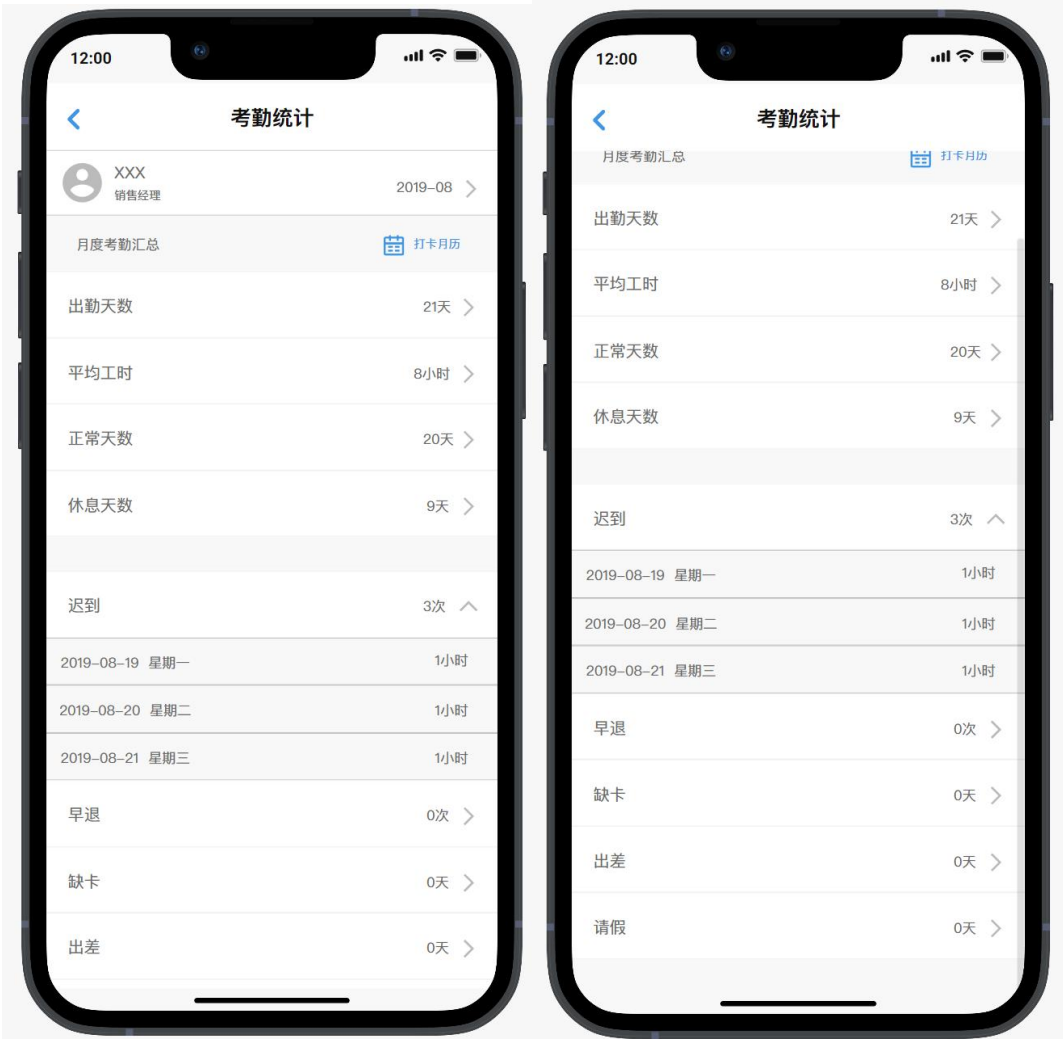 12:00
考勤统计
XXX
销售经理
2019-08
月度考勤汇总
打卡月历
出勤天数
21天
平均工时
8小时
正常天数
20天
休息天数
9天
迟到
3次
2019-08-19 星期一
1小时
2019-08-20 星期二
1小时
2019-08-21 星期三
1小时
早退
0次
缺卡
0天
出差
0天
12:00
考勤统计
月度考勤汇总
打卡月历
出勤天数
21天
平均工时
8小时
正常天数
20天
休息天数
9天
迟到
3次
2019-08-19 星期一
1小时
2019-08-20 星期二
1小时
2019-08-21 星期三
1小时
早退
0次
缺卡
0天
出差
0天
请假
0天